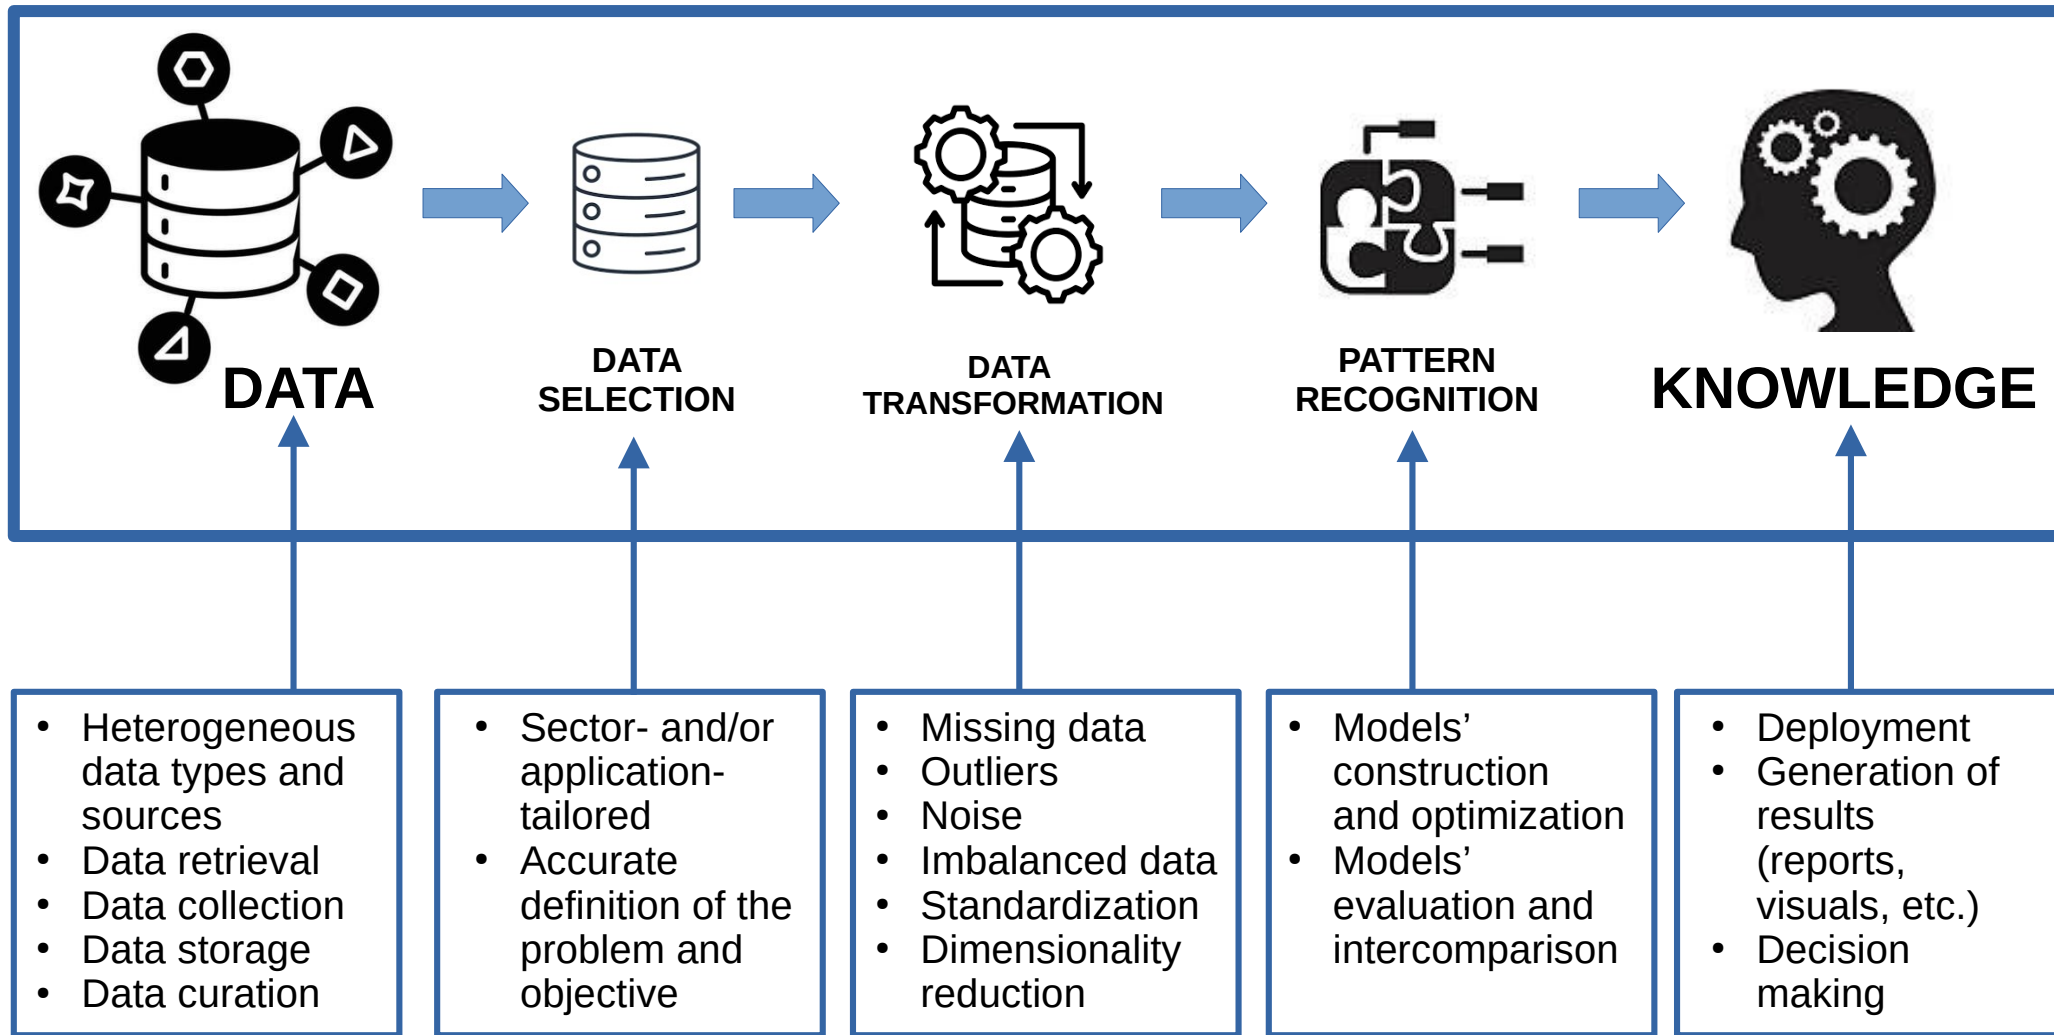 DATA
DATA
SELECTION
DATA
TRANSFORMATION
PATTERN
RECOGNITION
KNOWLEDGE
• Heterogeneous
data types and
sources
• Data retrieval
• Data collection
• Data storage
• Data curation
• Sector- and/or
application-
tailored
• Accurate
definition of the
problem and
objective
• Missing data
• Outliers
• Noise
• Imbalanced data
• Standardization
• Dimensionality
reduction
• Models’
construction
and optimization
• Models’
evaluation and
intercomparison
• Deployment
• Generation of
results
(reports,
visuals, etc.)
• Decision
making